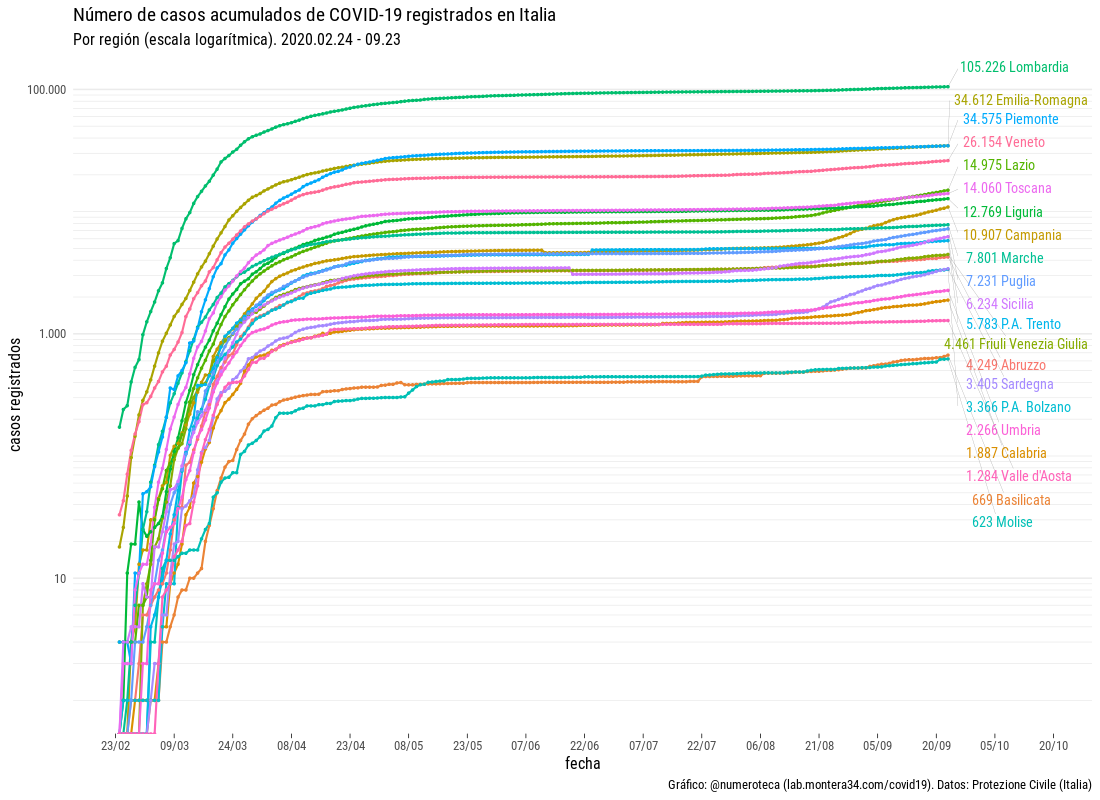 Número de casos acumulados de COVID-19 registrados en Italia
Por región (escala logarítmica). 2020.02.24 - 09.23
105.226 Lombardia
100.000
34.612 Emilia-Romagna
34.575 Piemonte
26.154 Veneto
14.975 Lazio
14.060 Toscana
12.769 Liguria
10.907 Campania
7.801 Marche
7.231 Puglia
6.234 Sicilia
5.783 P.A. Trento
1.000
4.461 Friuli Venezia Giulia
4.249 Abruzzo
3.405 Sardegna
casos registrados
3.366 P.A. Bolzano
2.266 Umbria
1.887 Calabria
1.284 Valle d'Aosta
669 Basilicata
623 Molise
10
23/02 09/03 24/03 08/04 23/04 08/05 23/05 07/06 22/06 07/07 22/07 06/08 21/08 05/09 20/09 05/10 20/10
fecha
Gráfico: @numeroteca (lab.montera34.com/covid19). Datos: Protezione Civile (Italia)